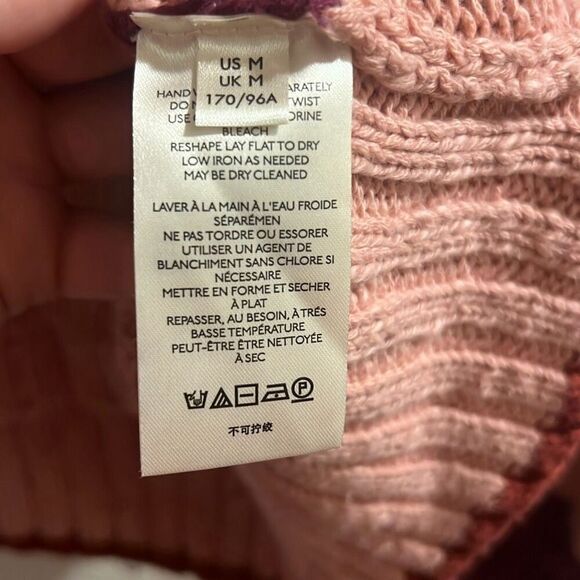 US M
UK M
170/96A
HAND ARATELY
DO TWIST
USE ORINE
BLEACH
RESHAPE LAY FLAT TO DRY
LOW IRON AS NEEDED
MAY BE DRY CLEANED
LAVER À LA MAIN À L'EAU FROIDE
SÉPARÉMEN
NE PAS TORDRE OU ESSORER
UTILISER UN AGENT DE
BLANCHIMENT SANS CHLORE SI
NÉCESSAIRE
METTRE EN FORME ET SECHER
À PLAT
REPASSER, AU BESOIN, À TRÉS
BASSE TEMPÉRATURE
PEUT-ÊTRE ÊTRE NETTOYÉE
À SEC
不可拧绞